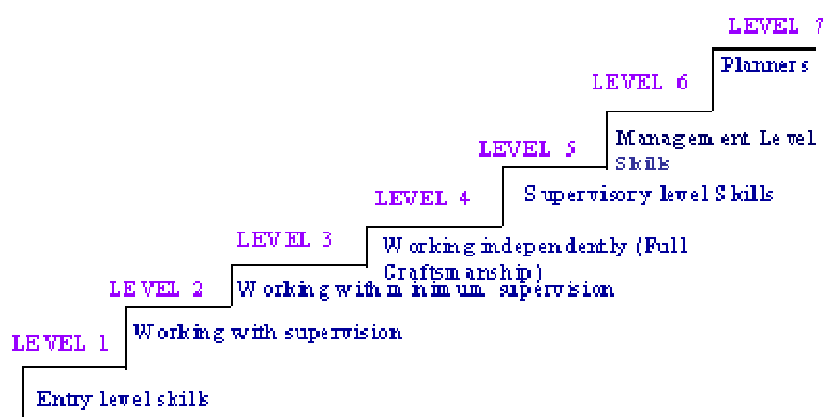 LEVEL 7
Planners
LEVEL 6
Management Level
Skills
LEVEL 5
Supervisory level Skills
LEVEL 4
Working independently (Full
Craftsmanship)
LEVEL 3
Working with minimum supervision
LEVEL 2
Working with supervision
LEVEL 1
Entry level skills